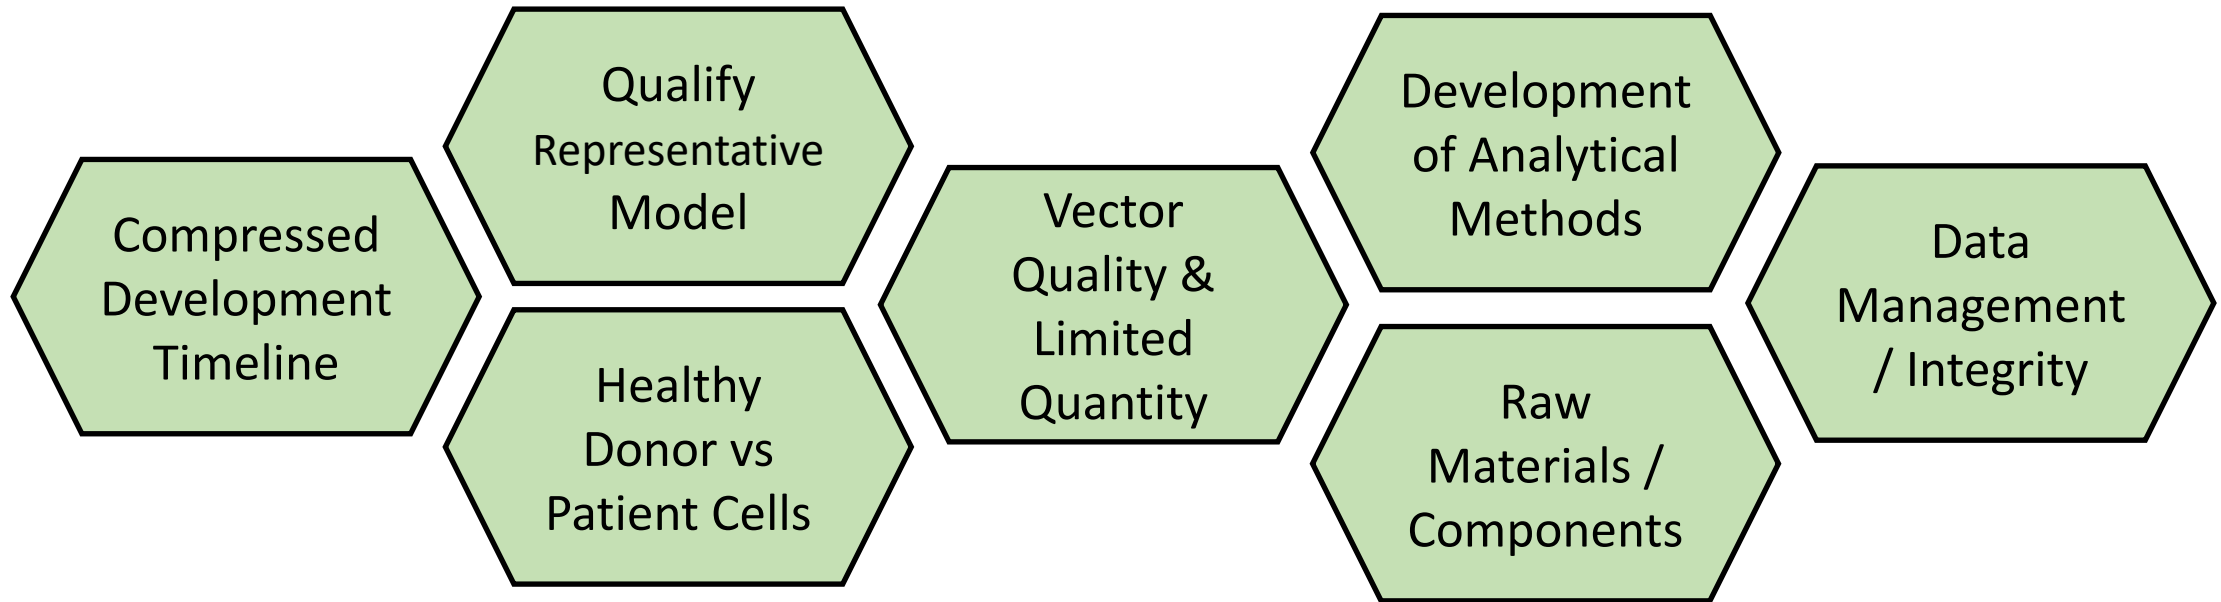 Compressed
Development
Timeline
Qualify
Representative
Model
Healthy
Donor vs
Patient Cells
Vector
Quality &
Limited
Quantity
Development
of Analytical
Methods
Raw
Materials /
Components
Data
Management
/ Integrity